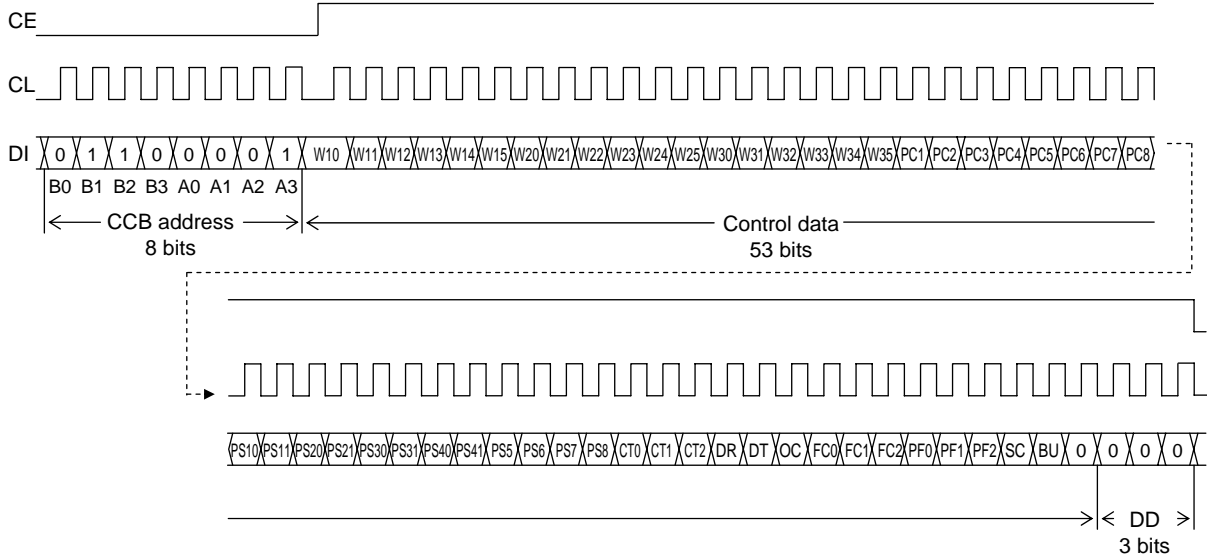 CE
CL
DI 0 1 1 0 0 0 0 1 W10 W11 W12 W13 W14 W15 W20 W21 W22 W23 W24 W25 W30 W31 W32 W33 W34 W35 PC1 PC2 PC3 PC4 PC5 PC6 PC7 PC8
B0 B1 B2 B3 A0 A1 A2 A3
CCB address
8 bits
Control data
53 bits
PS10 PS11 PS20 PS21 PS30 PS31 PS40 PS41 PS5 PS6 PS7 PS8 CT0 CT1 CT2 DR DT OC FC0 FC1 FC2 PF0 PF1 PF2 SC BU 0 0 0 0
DD
3 bits